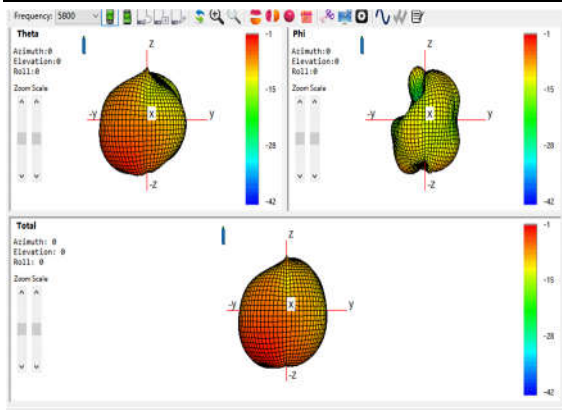 Frequency: 5800
Theta
Azimuth:0
Elevation:0
Roll:0
Zoom Scale
z
-y
x
y
-z
-1
-15
-28
-42
Phi
Azimuth:0
Elevation:0
Roll:0
Zoom Scale
z
-y
x
y
-z
-1
-15
-28
-42
Total
Azimuth: 0
Elevation: 0
Roll: 0
Zoom Scale
z
-y
x
y
-z
-1
-15
-28
-42